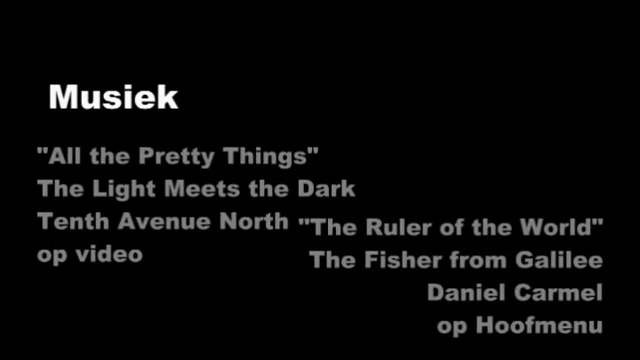 Musiek
"All the Pretty Things"
The Light Meets the Dark
Tenth Avenue North
op video
"The Ruler of the World"
The Fisher from Galilee
Daniel Carmel
op Hoofmenu